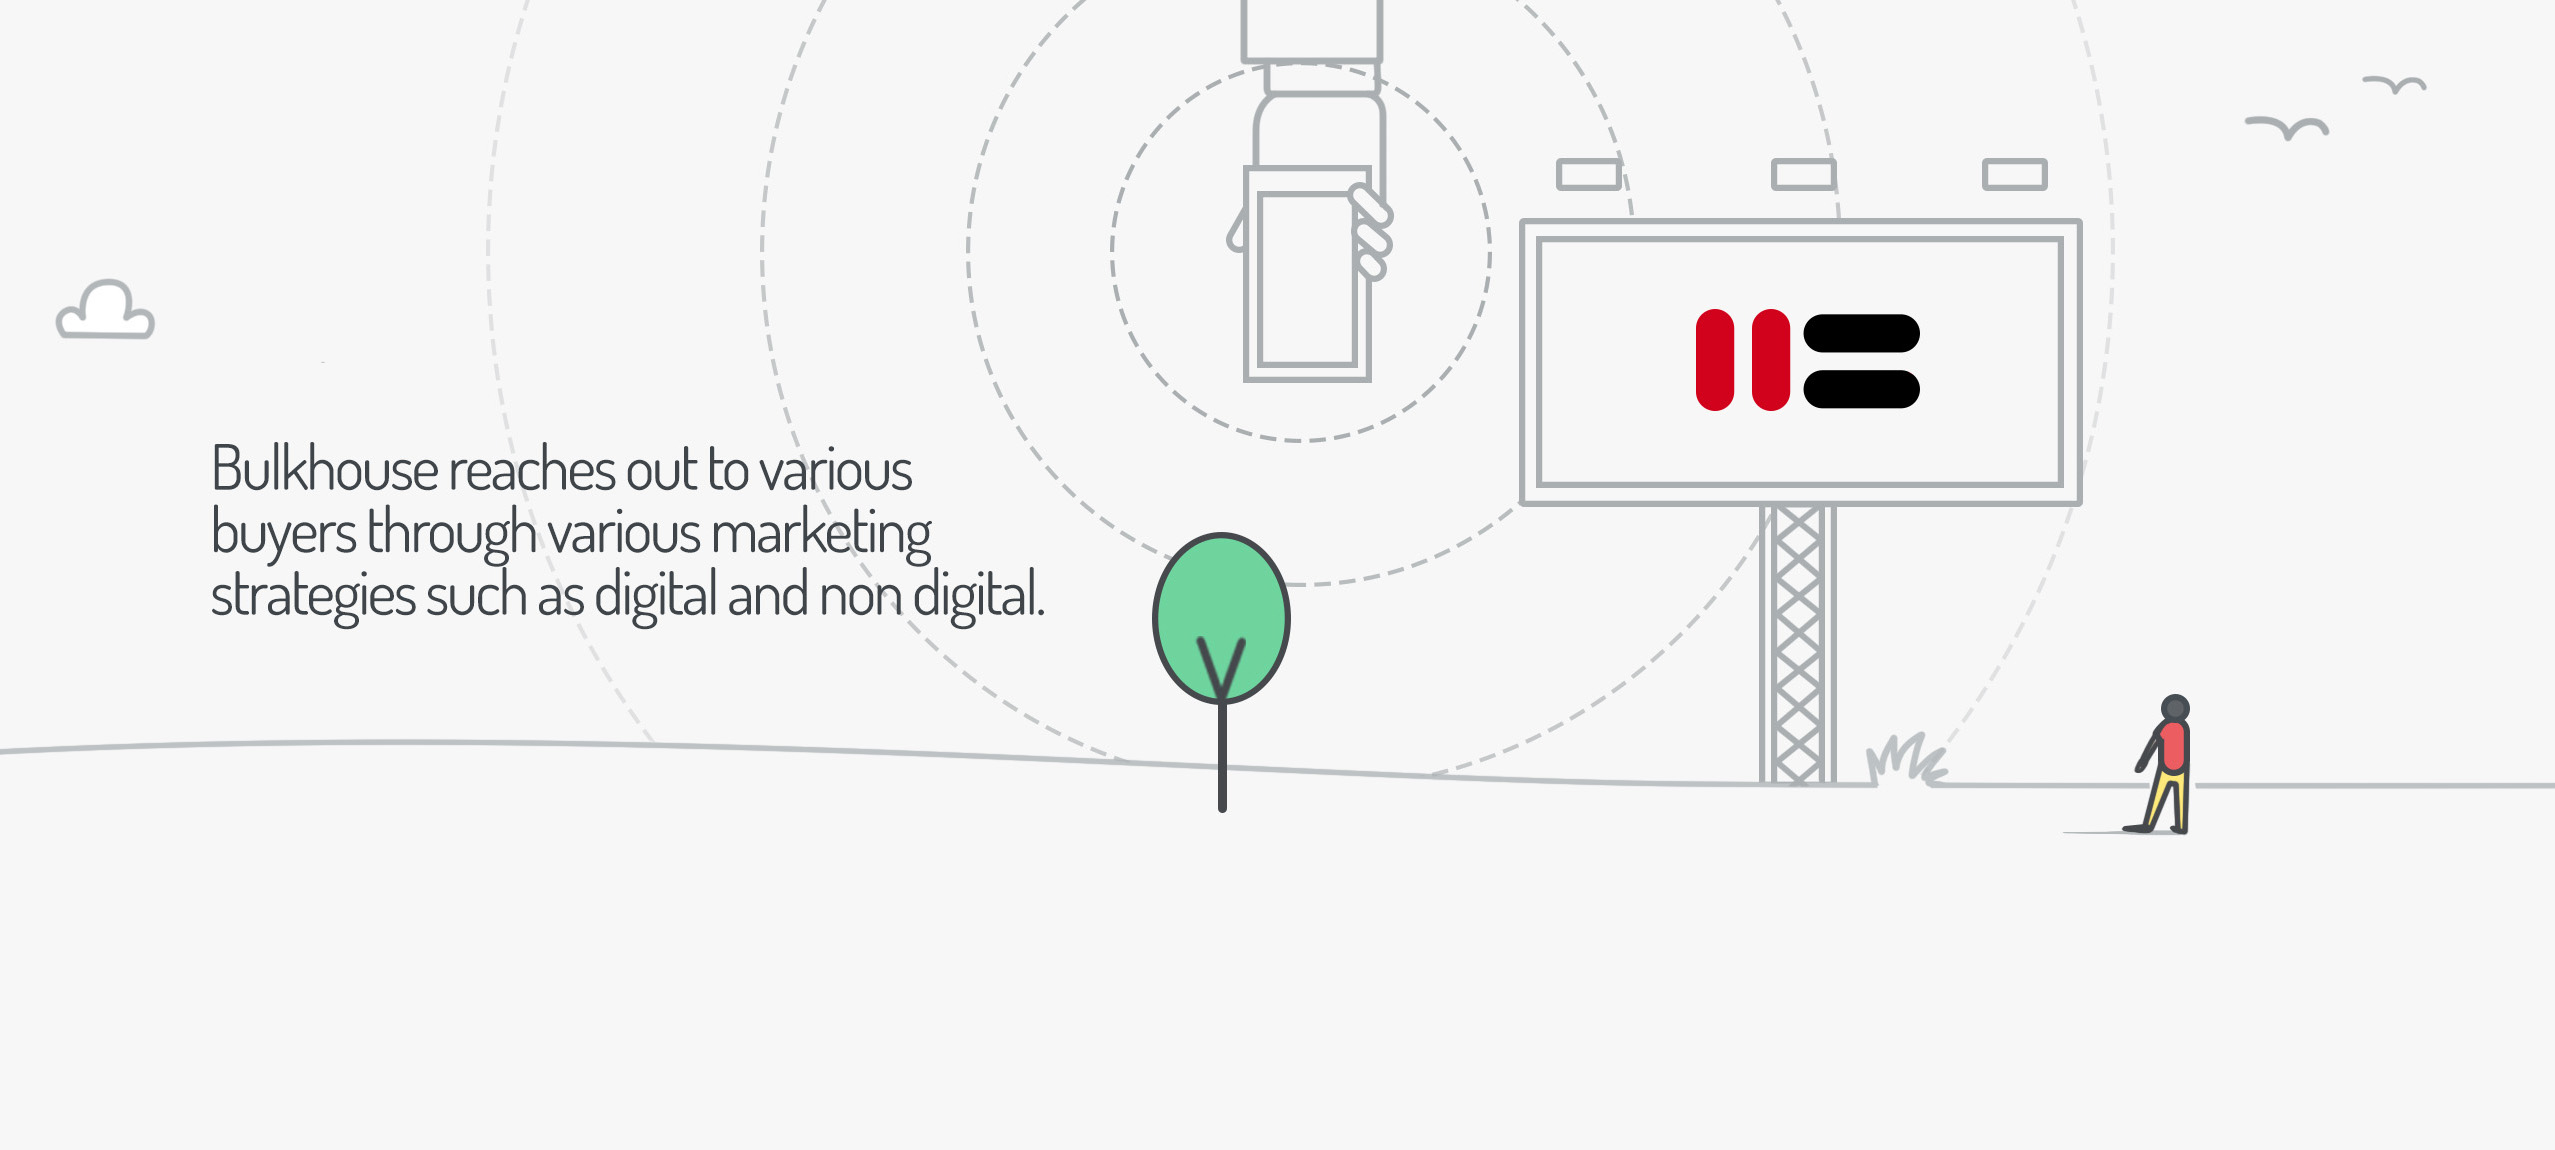 Bulkhouse reaches out to various
buyers through various marketing
strategies such as digital and non digital.